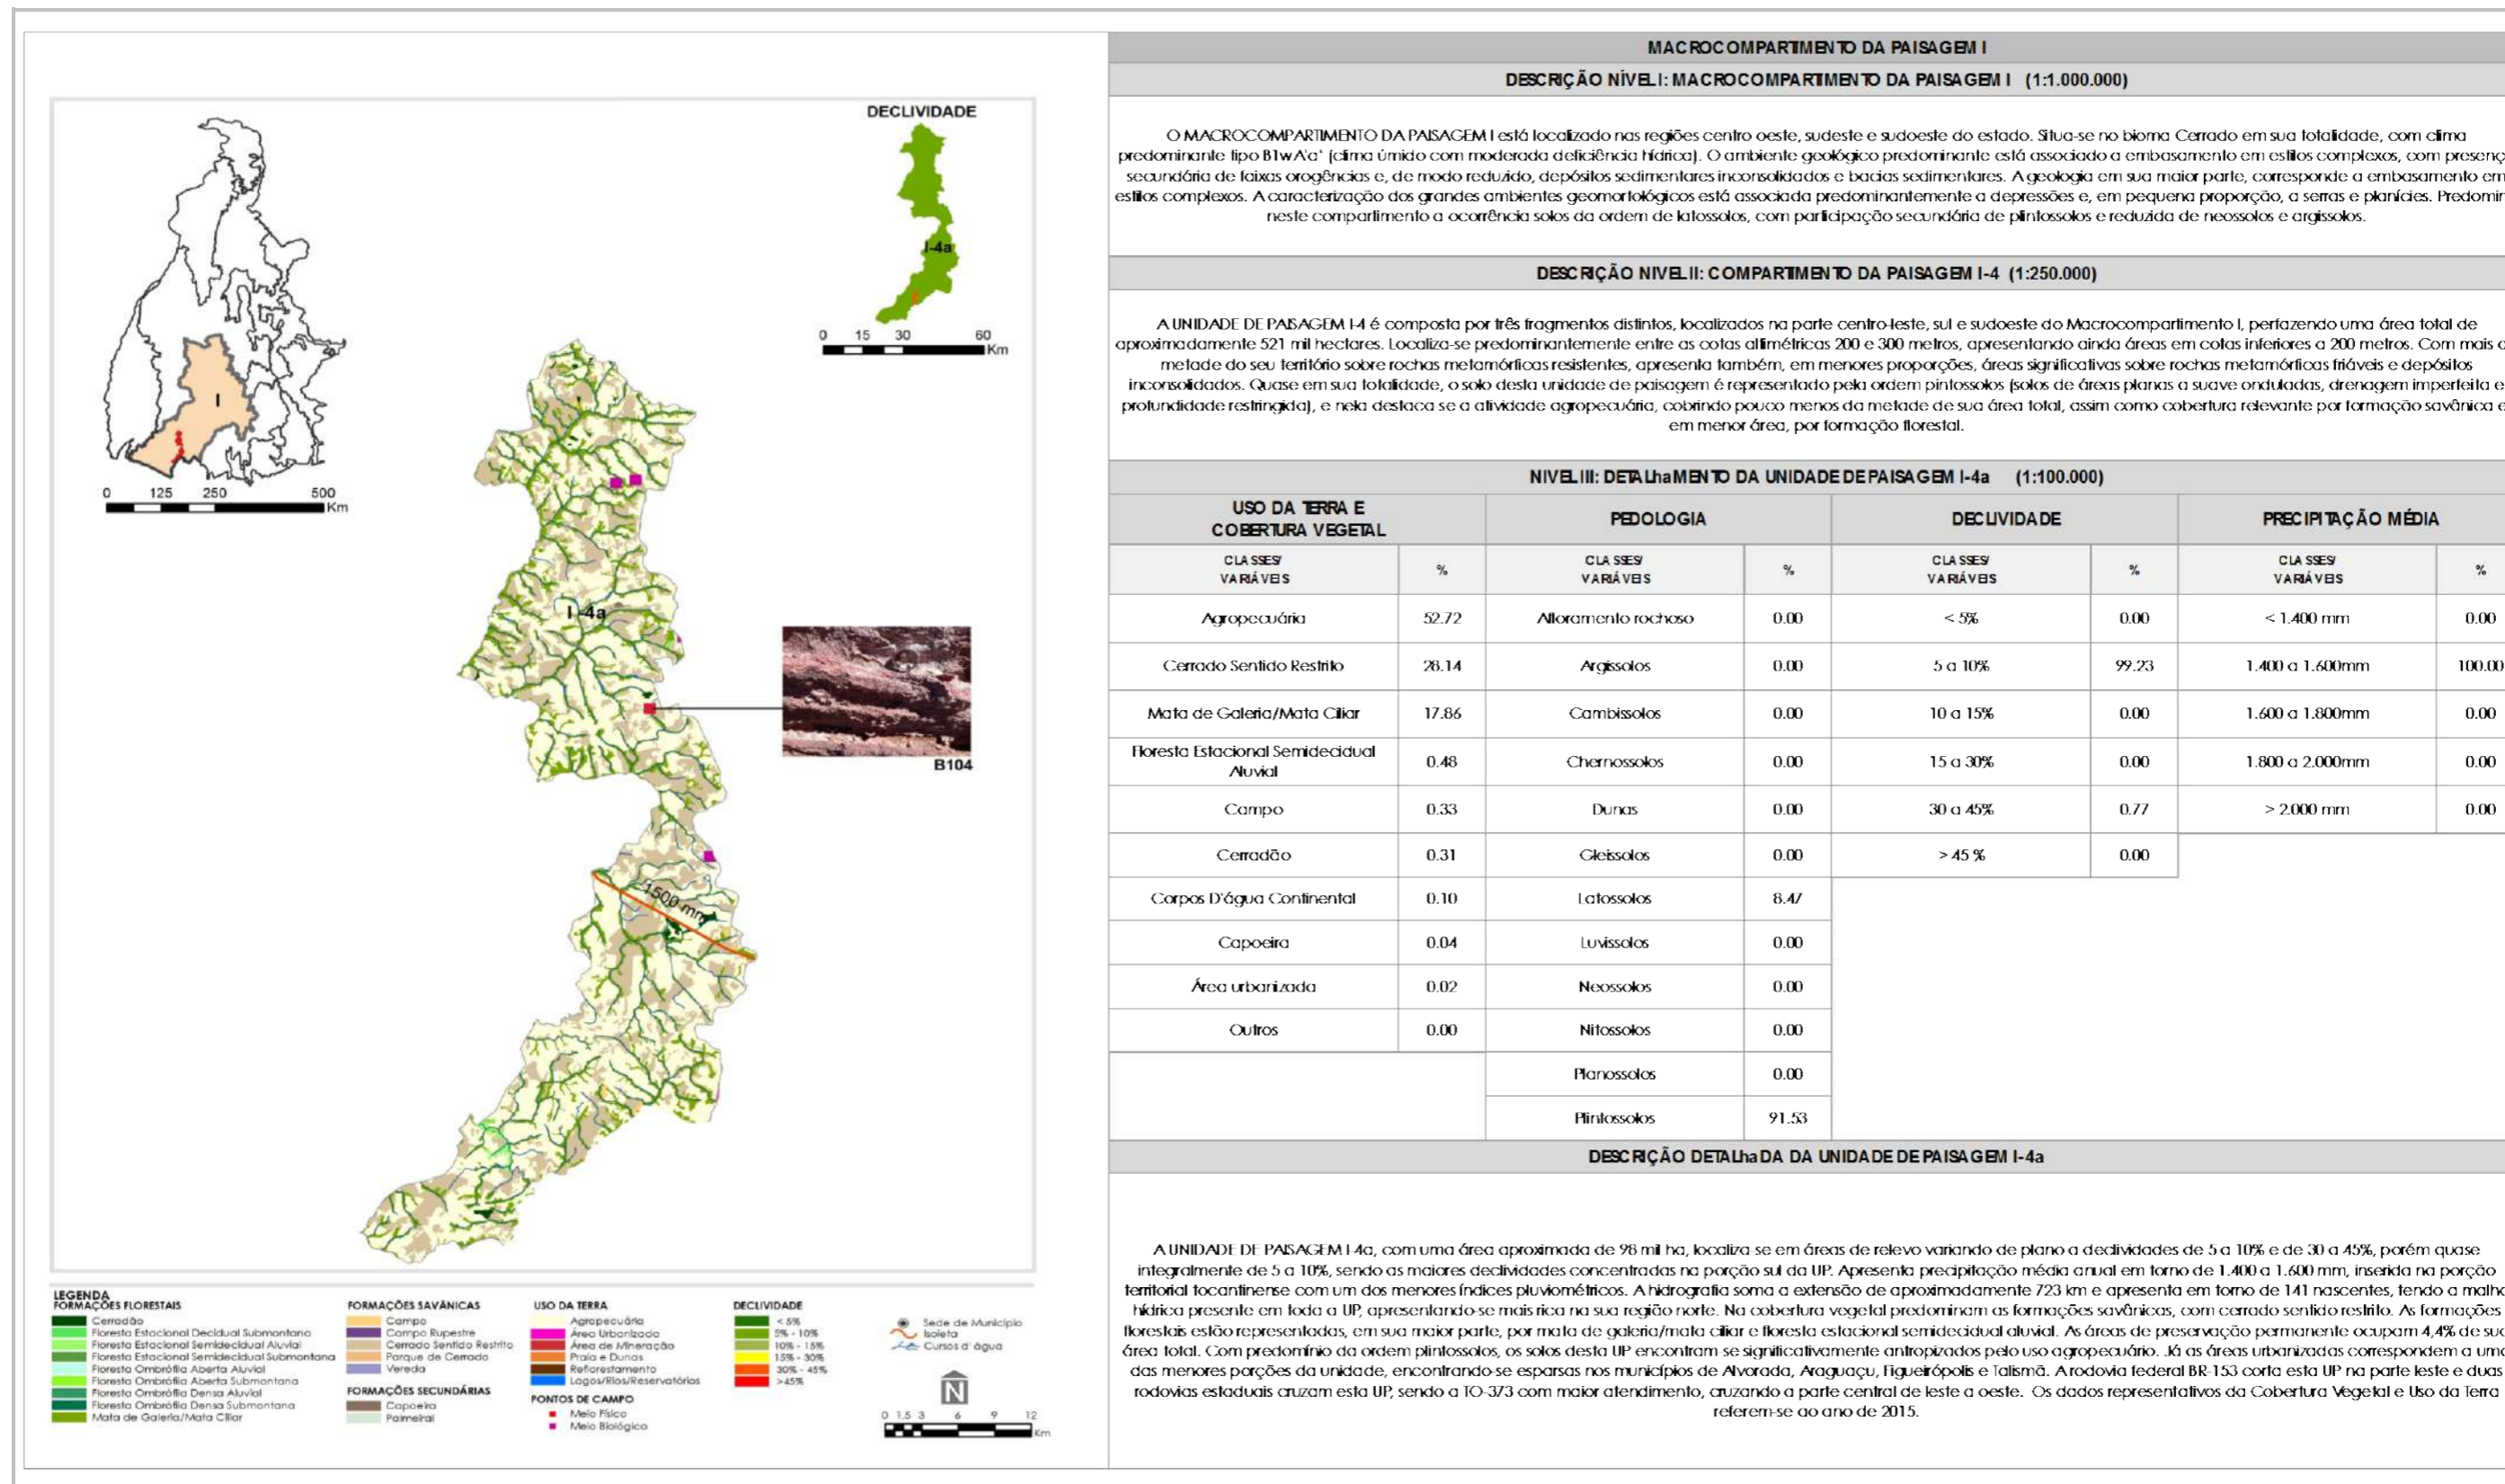 DECLIVIDADE
I-4a
0 15 30 60
Km
I
0 125 250 500
Km
I-4a
B104
1500 mm
LEGENDA
FORMAÇÕES FLORESTAIS
Cerradão
Floresta Estacional Decidual Submontana
Floresta Estacional Semidecidual Aluvial
Floresta Estacional Semidecidual Submontana
Floresta Ombrófila Aberta Aluvial
Floresta Ombrófila Aberta Submontana
Floresta Ombrófila Densa Aluvial
Floresta Ombrófila Densa Submontana
Mata de Galeria/Mata Ciliar
FORMAÇÕES SAVÂNICAS
Campo
Campo Rupestre
Cerrado Sentido Restrito
Parque de Cerrado
Vereda
FORMAÇÕES SECUNDÁRIAS
Capoeira
Palmeiral
USO DA TERRA
Agropecuária
Área Urbanizada
Área de Mineração
Praia e Dunas
Reflorestamento
Lagos/Rios/Reservatórios
PONTOS DE CAMPO
Meio Físico
Meio Biológico
DECLIVIDADE
< 5%
5% - 10%
10% - 15%
15% - 30%
30% - 45%
>45%
Sede de Município
Isoieta
Cursos d' água
N
0 1,5 3 6 9 12
Km
MACROCOMPARTIMENTO DA PAISAGEM I
DESCRIÇÃO NÍVEL I: MACROCOMPARTIMENTO DA PAISAGEM I (1:1.000.000)
O MACROCOMPARTIMENTO DA PAISAGEM I está localizado nas regiões centro oeste, sudeste e sudoeste do estado. Situa-se no bioma Cerrado em sua totalidade, com clima
predominante tipo B1wA'a' (clima úmido com moderada deficiência hídrica). O ambiente geológico predominante está associado a embasamento em estilos complexos, com presenç
secundária de faixas orogências e, de modo reduzido, depósitos sedimentares inconsolidados e bacias sedimentares. A geologia em sua maior parte, corresponde a embasamento em
estilos complexos. A caracterização dos grandes ambientes geomorfológicos está associada predominantemente a depressões e, em pequena proporção, a serras e planícies. Predomin
neste compartimento a ocorrência solos da ordem de latossolos, com participação secundária de plintossolos e reduzida de neossolos e argissolos.
DESCRIÇÃO NIVEL II: COMPARTIMENTO DA PAISAGEM I-4 (1:250.000)
A UNIDADE DE PAISAGEM I-4 é composta por três fragmentos distintos, localizados na parte centro-leste, sul e sudoeste do Macrocompartimento I, perfazendo uma área total de
aproximadamente 521 mil hectares. Localiza-se predominantemente entre as cotas altimétricas 200 e 300 metros, apresentando ainda áreas em cotas inferiores a 200 metros. Com mais d
metade do seu território sobre rochas metamórficas resistentes, apresenta também, em menores proporções, áreas significativas sobre rochas metamórficas friáveis e depósitos
inconsolidados. Quase em sua totalidade, o solo desta unidade de paisagem é representado pela ordem pintossolos (solos de áreas planas a suave onduladas, drenagem imperfeita e
profundidade restringida), e nela destaca se a atividade agropecuária, cobrindo pouco menos da metade de sua área total, assim como cobertura relevante por formação savânica e
em menor área, por formação florestal.
NIVEL III: DETALhaMENTO DA UNIDADE DE PAISAGEM I-4a (1:100.000)
USO DA TERRA E
COBERTURA VEGETAL
PEDOLOGIA
DECLIVIDADE
PRECIPITAÇÃO MÉDIA
CLASSES/ % CLASSES/ % CLASSES/ % CLASSES/ %
VARIÁVEIS VARIÁVEIS VARIÁVEIS VARIÁVEIS
Agropecuária 52.72 Afloramento rochoso 0.00 < 5% 0.00 < 1.400 mm 0.00
Cerrado Sentido Restrito 28.14 Argissolos 0.00 5 a 10% 99.23 1.400 a 1.600mm 100.00
Mata de Galeria/Mata Ciliar 17.86 Cambissolos 0.00 10 a 15% 0.00 1.600 a 1.800mm 0.00
Floresta Estacional Semidecidual
Aluvial 0.48 Chernossolos 0.00 15 a 30% 0.00 1.800 a 2.000mm 0.00
Campo 0.33 Dunas 0.00 30 a 45% 0.77 > 2.000 mm 0.00
Cerradão 0.31 Gleissolos 0.00 > 45 % 0.00
Corpos D'água Continental 0.10 Latossolos 8.47
Capoeira 0.04 Luvissolos 0.00
Área urbanizada 0.02 Neossolos 0.00
Outros 0.00 Nitossolos 0.00
Planossolos 0.00
Plintossolos 91.53
DESCRIÇÃO DETALhaDA DA UNIDADE DE PAISAGEM I-4a
A UNIDADE DE PAISAGEM I-4a, com uma área aproximada de 98 mil ha, localiza se em áreas de relevo variando de plano a declividades de 5 a 10% e de 30 a 45%, porém quase
integralmente de 5 a 10%, sendo as maiores declividades concentradas na porção sul da UP. Apresenta precipitação média anual em torno de 1.400 a 1.600 mm, inserida na porção
territorial tocantinense com um dos menores índices pluviométricos. A hidrografia soma a extensão de aproximadamente 723 km e apresenta em torno de 141 nascentes, tendo a malha
hídrica presente em toda a UP, apresentando-se mais rica na sua região norte. Na cobertura vegetal predominam as formações savânicas, com cerrado sentido restrito. As formações
florestais estão representadas, em sua maior parte, por mata de galeria/mata ciliar e floresta estacional semidecidual aluvial. As áreas de preservação permanente ocupam 4,4% de sua
área total. Com predomínio da ordem plintossolos, os solos desta UP encontram se significativamente antropizados pelo uso agropecuário. Já as áreas urbanizadas correspondem a uma
das menores porções da unidade, encontrando-se esparsas nos municípios de Alvorada, Araguaçu, Figueirópolis e Talismã. A rodovia federal BR-153 corta esta UP na parte leste e duas
rodovias estaduais cruzam esta UP, sendo a TO-373 com maior atendimento, cruzando a parte central de leste a oeste. Os dados representativos da Cobertura Vegetal e Uso da Terra
referem-se ao ano de 2015.